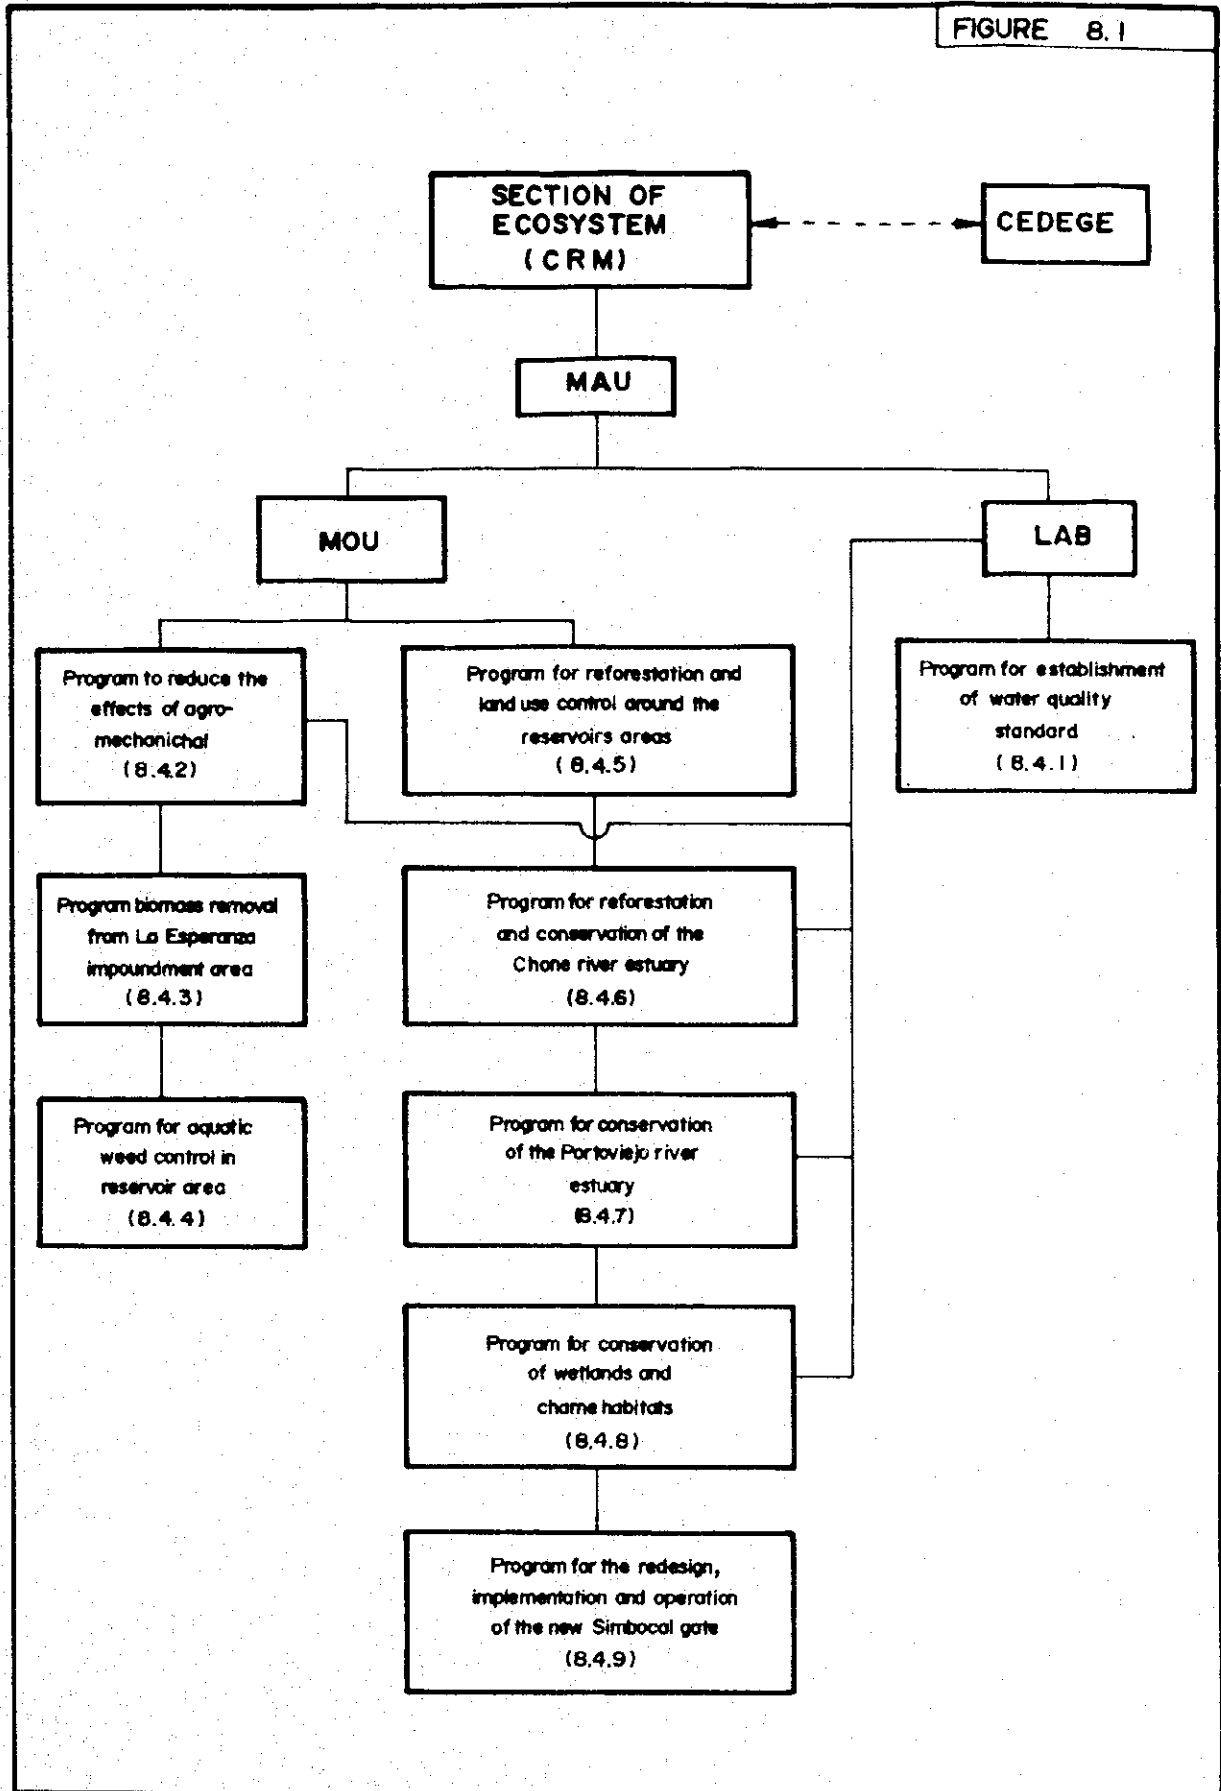 FIGURE 8.1
SECTION OF
ECOSYSTEM
(CRM)
CEDEGE
MAU
MOU
LAB
Program to reduce the
effects of agro-
mechanichal
(8.4.2)
Program for reforestation and
land use control around the
reservoirs areas
(8.4.5)
Program for establishment
of water quality
standard
(8.4.1)
Program biomass removal
from La Esperanza
impoundment area
(8.4.3)
Program for reforestation
and conservation of the
Chone river estuary
(8.4.6)
Program for aquatic
weed control in
reservoir area
(8.4.4)
Program for conservation
of the Portoviejo river
estuary
(8.4.7)
Program for conservation
of wetlands and
chame habitats
(8.4.8)
Program for the redesign,
implementation and operation
of the new Simbocal gate
(8.4.9)